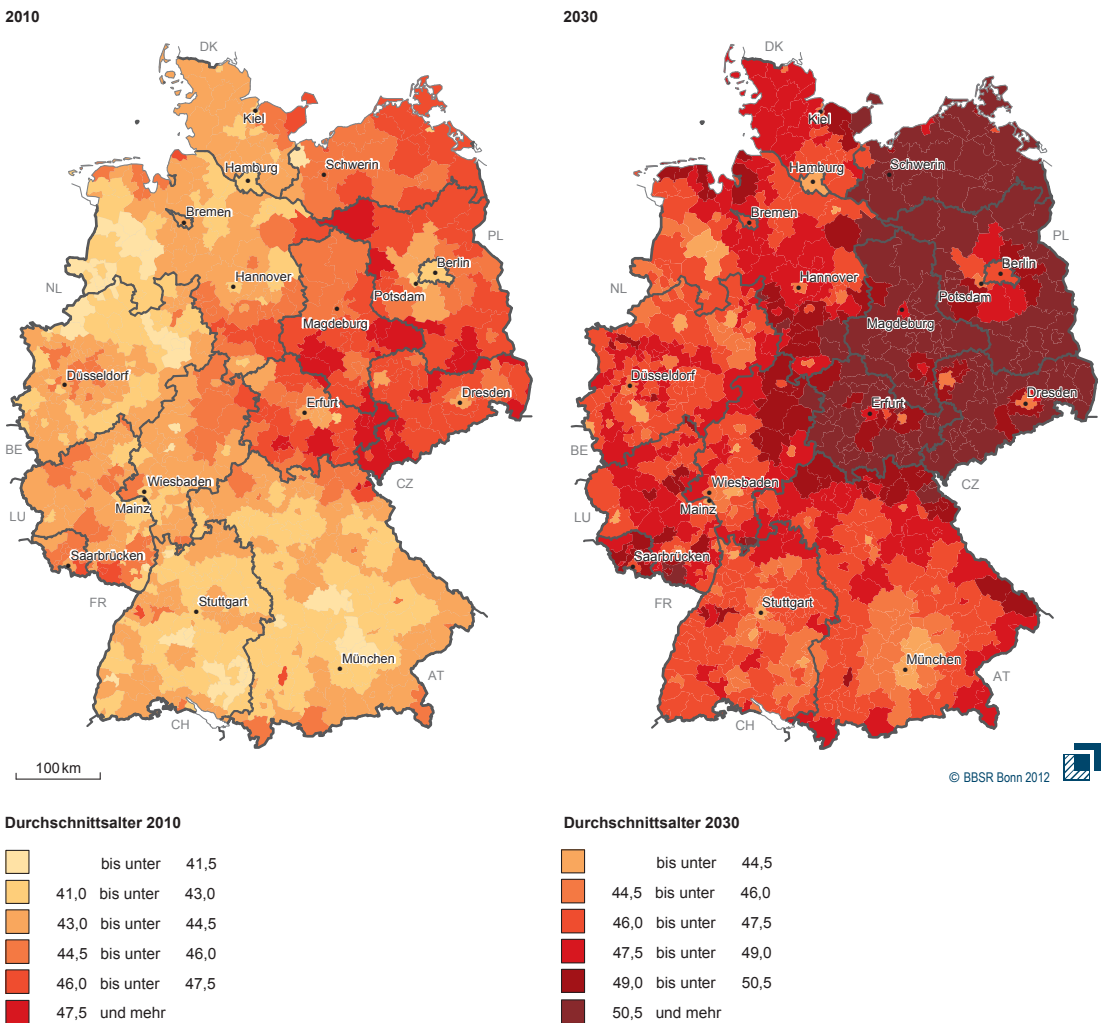 2010
DK
Kiel
Hamburg
Schwerin
Bremen
PL
Berlin
Hannover
NL
Potsdam
Magdeburg
Düsseldorf
Dresden
Erfurt
BE
Wiesbaden
CZ
Mainz
LU
Saarbrücken
FR
Stuttgart
München
AT
CH
100 km
2030
DK
Kiel
Hamburg
Schwerin
Bremen
PL
Berlin
Hannover
NL
Potsdam
Magdeburg
Düsseldorf
Dresden
Erfurt
BE
Wiesbaden
CZ
Mainz
LU
Saarbrücken
FR
Stuttgart
München
AT
CH
© BBSR Bonn 2012
Durchschnittsalter 2010
bis unter 41,5
41,0 bis unter 43,0
43,0 bis unter 44,5
44,5 bis unter 46,0
46,0 bis unter 47,5
47,5 und mehr
Durchschnittsalter 2030
bis unter 44,5
44,5 bis unter 46,0
46,0 bis unter 47,5
47,5 bis unter 49,0
49,0 bis unter 50,5
50,5 und mehr